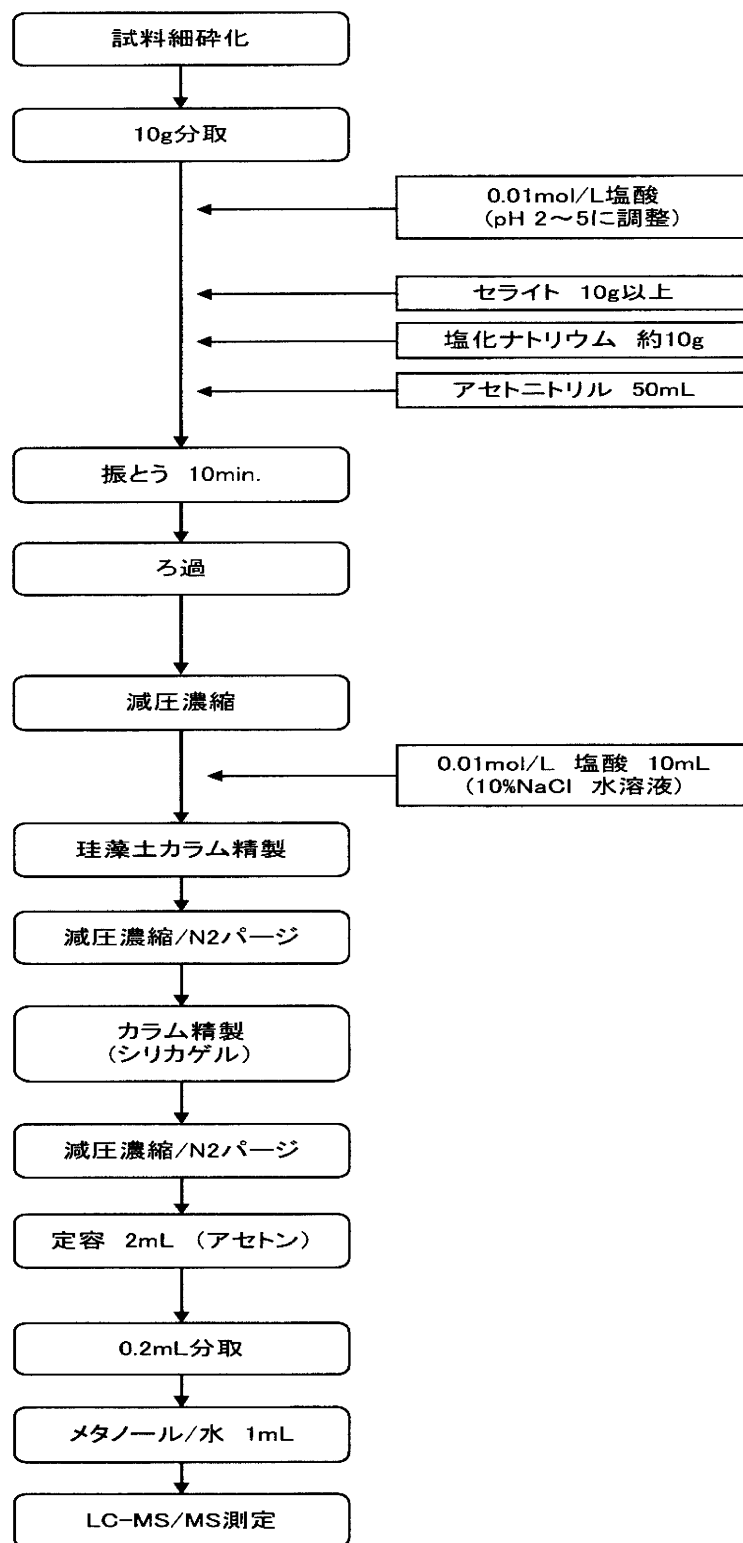 試料細砕化
10g分取
0.01mol/L塩酸
(pH 2～5に調整)
セライト 10g以上
塩化ナトリウム 約10g
アセトニトリル 50mL
振とう 10min.
ろ過
減圧濃縮
0.01mol/L 塩酸 10mL
(10%NaCl 水溶液)
珪藻土カラム精製
減圧濃縮/N2パージ
カラム精製
(シリカゲル)
減圧濃縮/N2パージ
定容 2mL (アセトン)
0.2mL分取
メタノール/水 1mL
LC-MS/MS測定